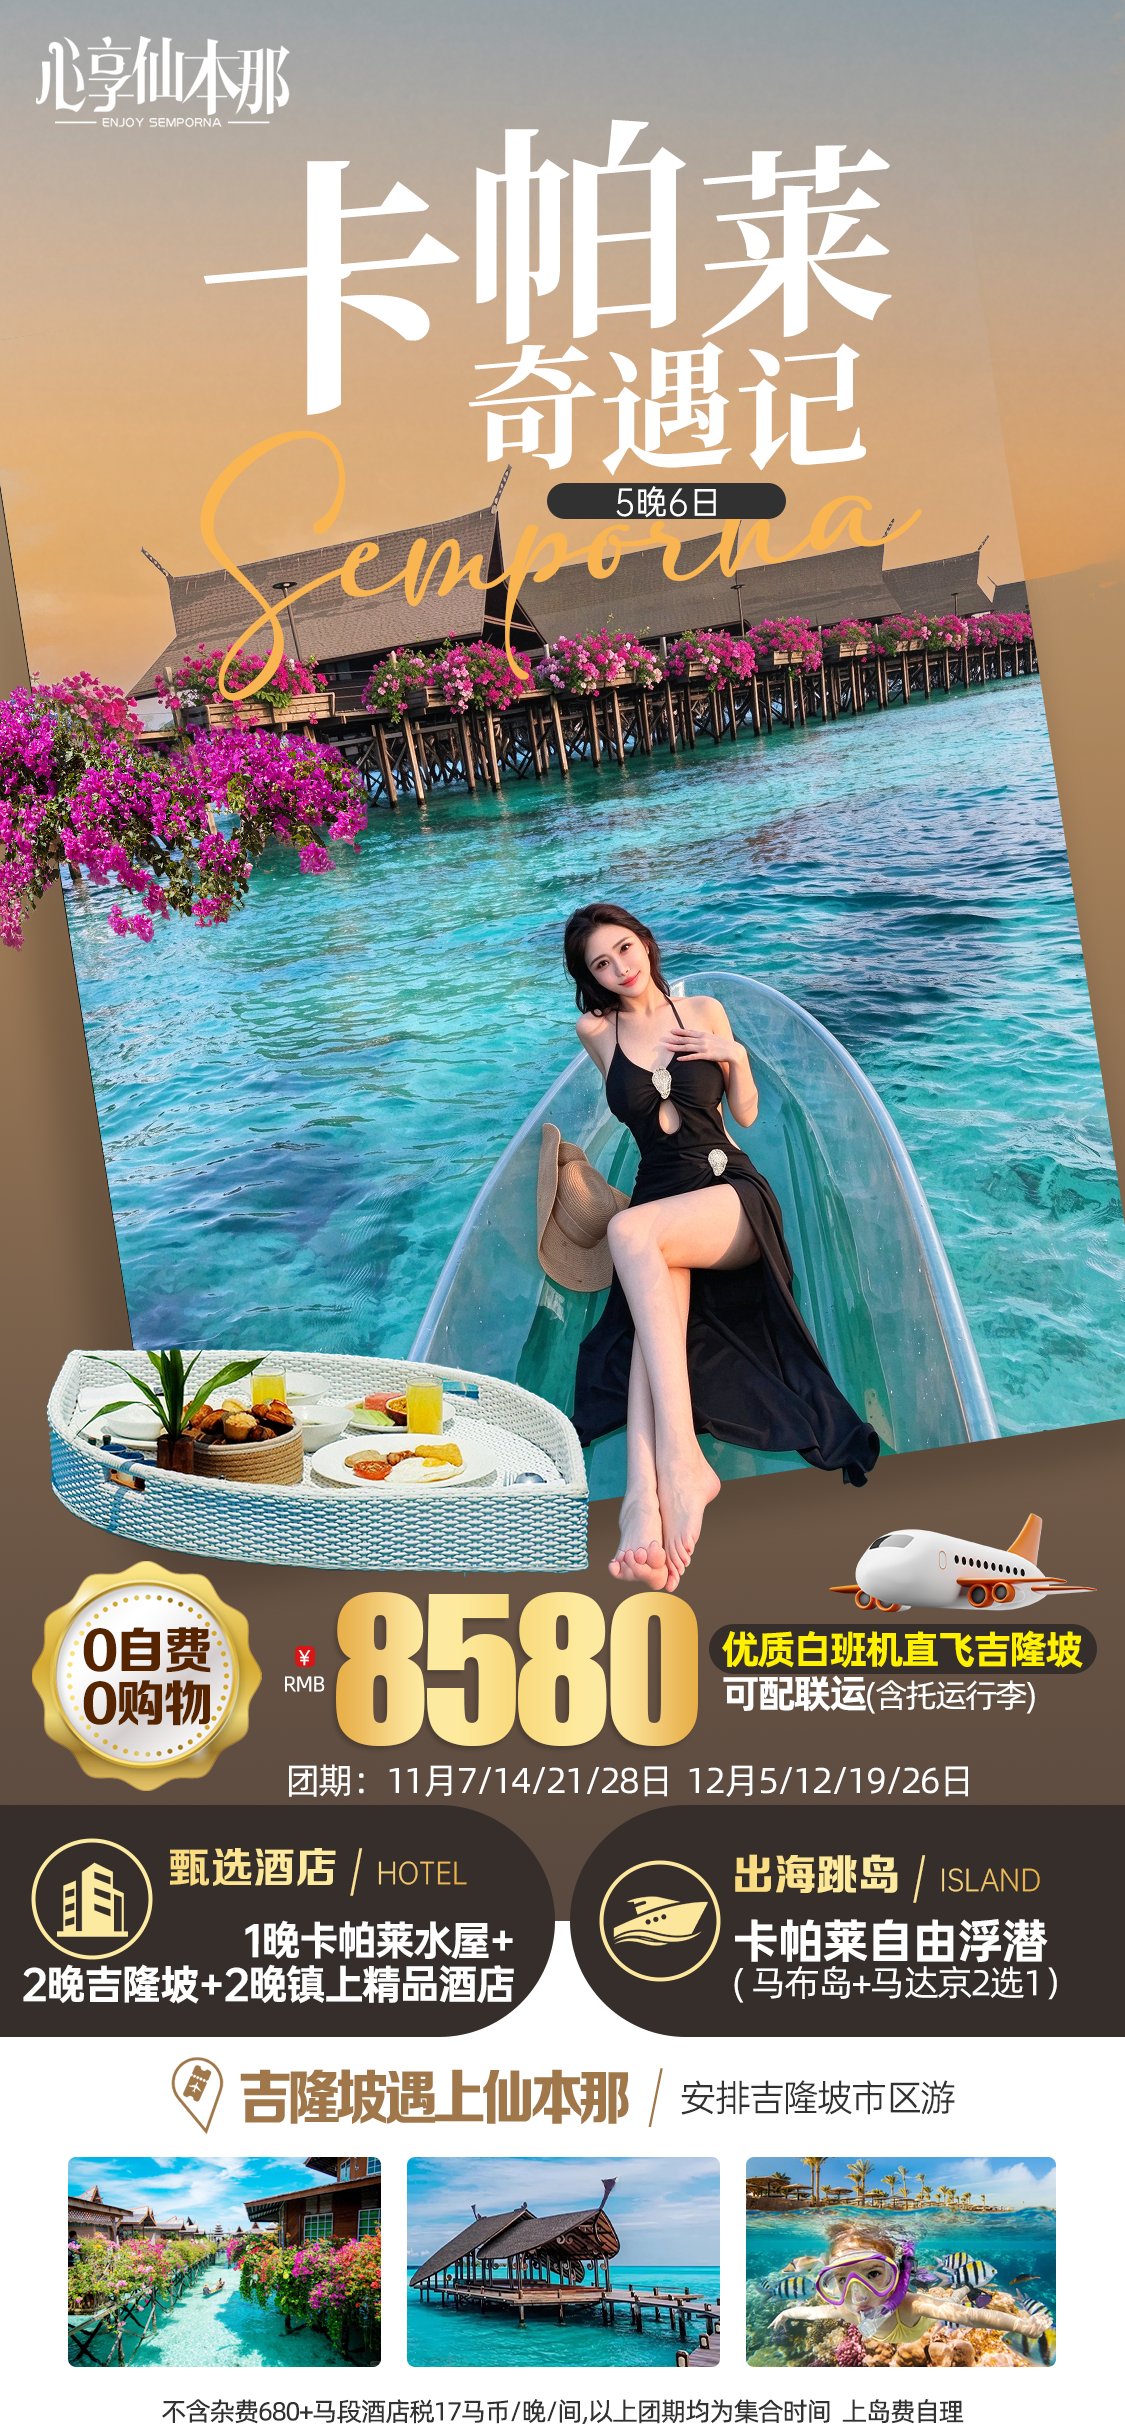 心享仙本那
ENJOY SEMPORNA
卡帕莱
奇遇记
5晚6日
Semporna
0自费
0购物
¥
RMB
8580
优质白班机直飞吉隆坡
可配联运(含托运行李)
团期：11月7/14/21/28日 12月5/12/19/26日
甄选酒店 / HOTEL
1晚卡帕莱水屋+
2晚吉隆坡+2晚镇上精品酒店
出海跳岛 / ISLAND
卡帕莱自由浮潜
(马布岛+马达京2选1)
吉隆坡遇上仙本那 / 安排吉隆坡市区游
不含杂费680+马段酒店税17马币/晚/间,以上团期均为集合时间 上岛费自理